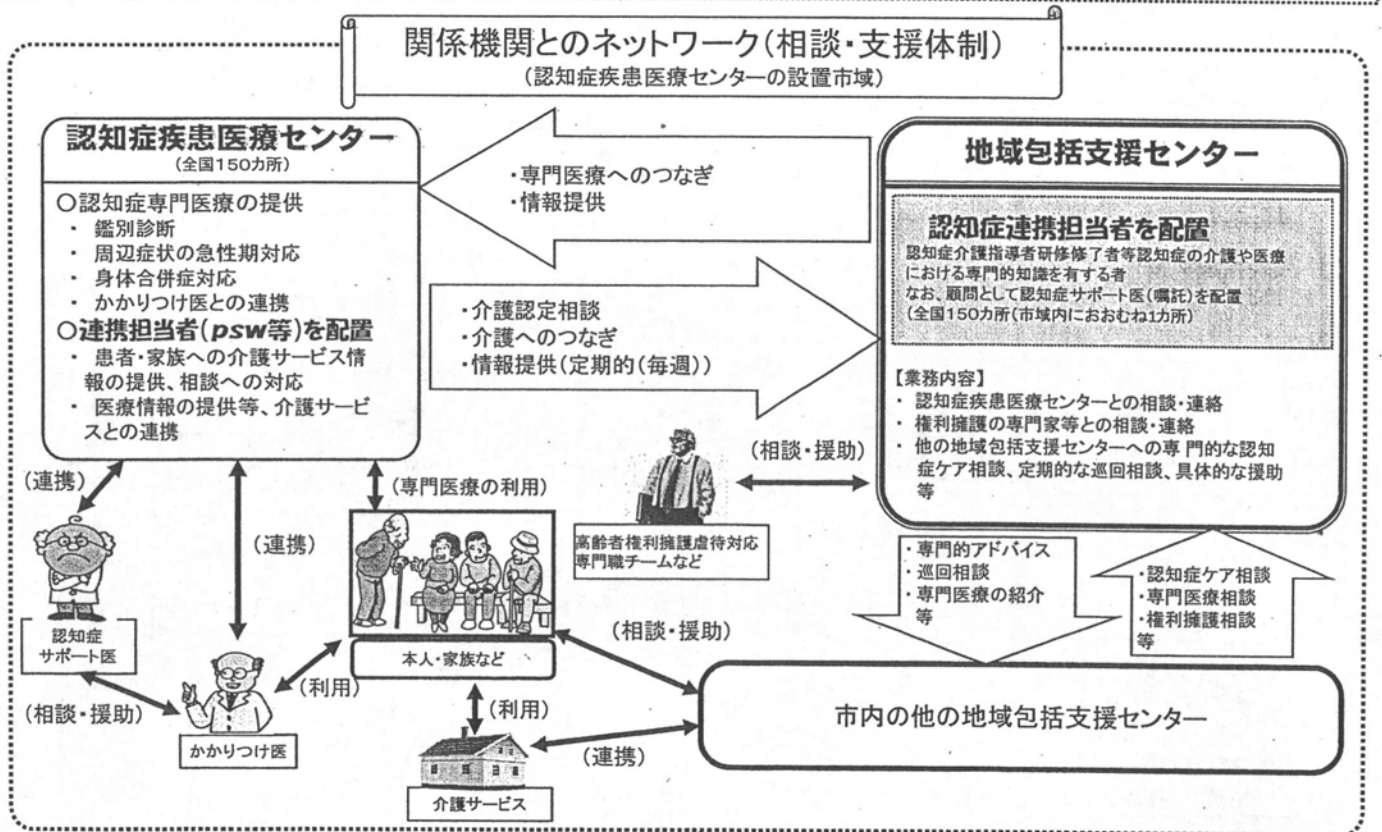 関係機関とのネットワーク(相談・支援体制)
(認知症疾患医療センターの設置市域)
認知症疾患医療センター
(全国150カ所)
○認知症専門医療の提供
・ 鑑別診断
・ 周辺症状の急性期対応
・ 身体合併症対応
・ かかりつけ医との連携
○連携担当者(psw等)を配置
・ 患者・家族への介護サービス情
報の提供、相談への対応
・ 医療情報の提供等、介護サービ
スとの連携
・専門医療へのつなぎ
・情報提供
・介護認定相談
・介護へのつなぎ
・情報提供(定期的(毎週))
地域包括支援センター
認知症連携担当者を配置
認知症介護指導者研修修了者等認知症の介護や医療
における専門的知識を有する者
なお、顧問として認知症サポート医(嘱託)を配置
(全国150カ所(市域内におおむね1カ所)
【業務内容】
・ 認知症疾患医療センターとの相談・連絡
・ 権利擁護の専門家等との相談・連絡
・ 他の地域包括支援センターへの専門的な認知
症ケア相談、定期的な巡回相談、具体的な援助
等
(連携)
(連携)
(専門医療の利用)
(相談・援助)
高齢者権利擁護虐待対応
専門職チームなど
・専門的アドバイス
・巡回相談
・専門医療の紹介
等
・認知症ケア相談
・専門医療相談
・権利擁護相談
等
認知症
サポート医
本人・家族など
(相談・援助)
(利用)
(相談・援助)
かかりつけ医
(利用)
介護サービス
(連携)
市内の他の地域包括支援センター